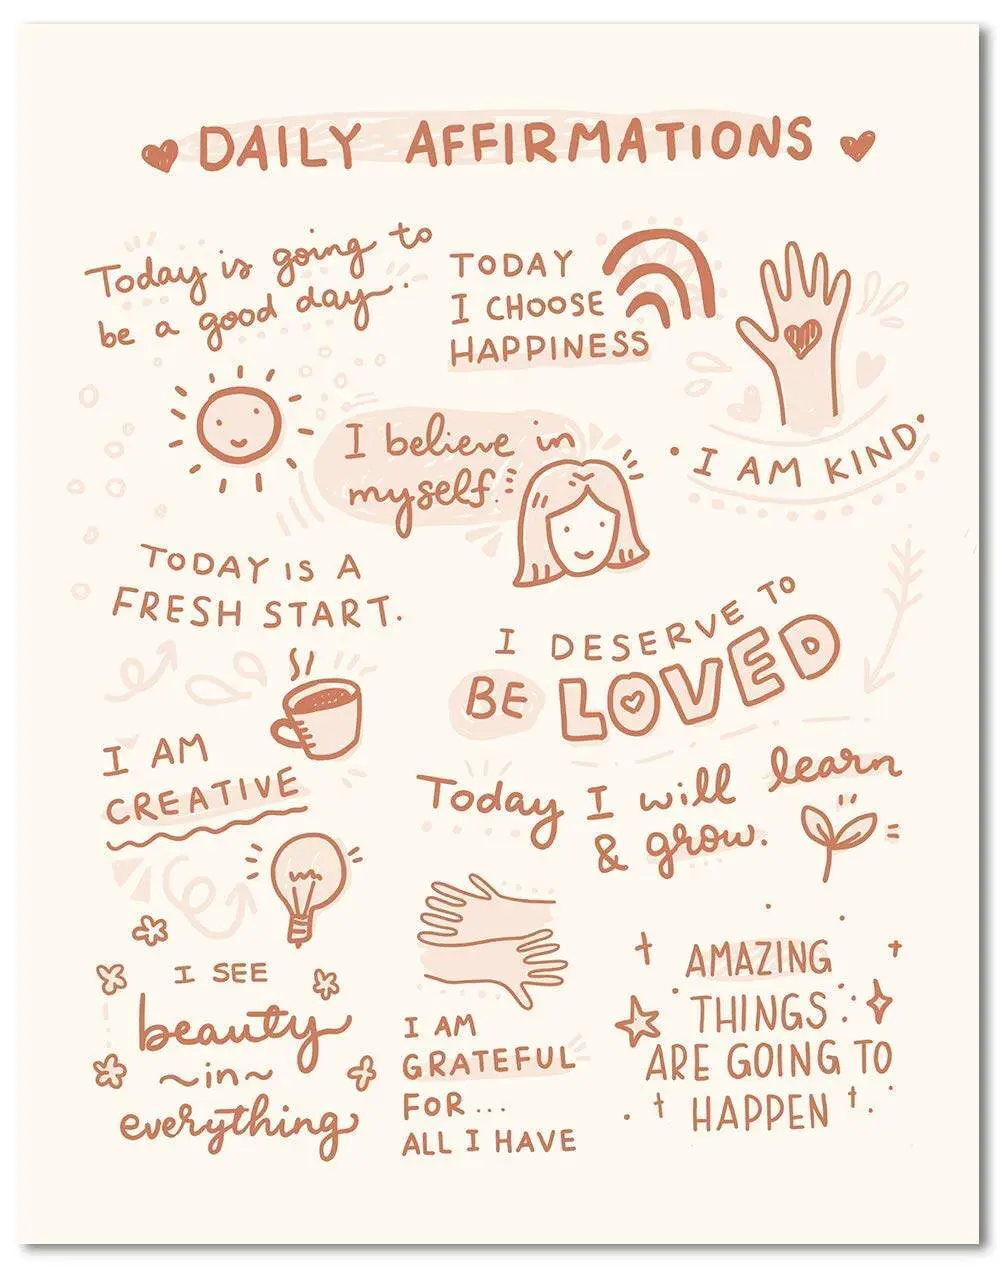 DAILY AFFIRMATIONS
Today is going to
be a good day.
TODAY
I CHOOSE
HAPPINESS
I AM KIND
I believe in
myself.
TODAY IS A
FRESH START.
I DESERVE TO
BE LOVED
I AM
CREATIVE
Today I will learn
& grow.
I SEE
beauty
~in~
everything
I AM
GRATEFUL
FOR...
ALL I HAVE
AMAZING
THINGS
ARE GOING TO
HAPPEN